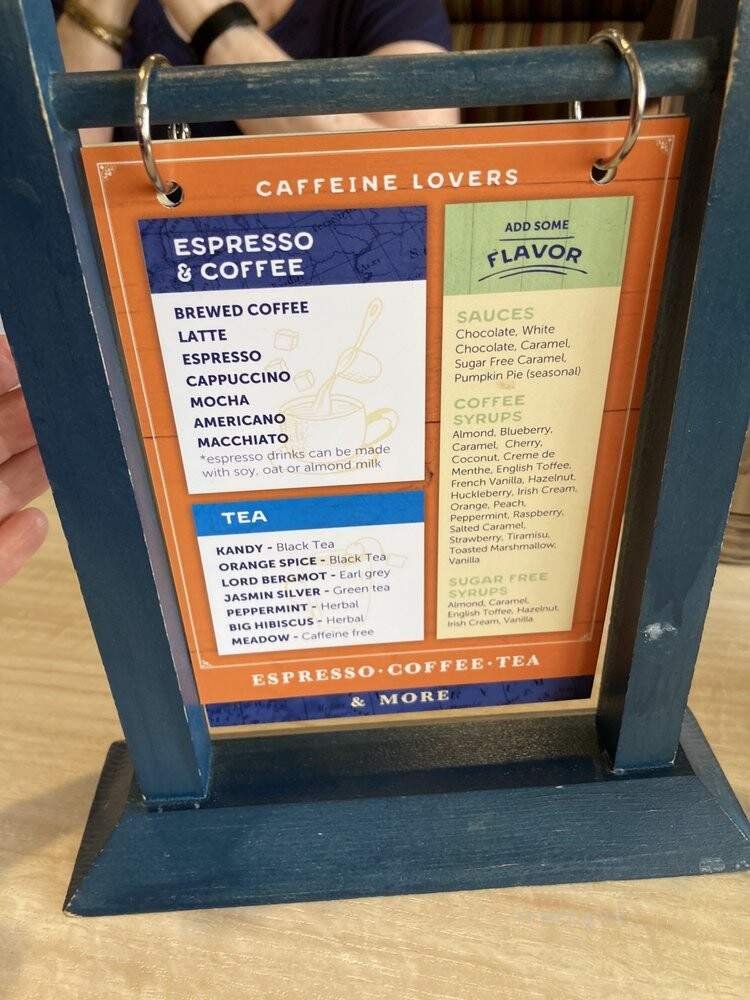 CAFFEINE LOVERS
ESPRESSO
& COFFEE
BREWED COFFEE
LATTE
ESPRESSO
CAPPUCCINO
MOCHA
AMERICANO
MACCHIATO
*espresso drinks can be made
with soy, oat or almond milk
TEA
KANDY - Black Tea
ORANGE SPICE - Black Tea
LORD BERGMOT - Earl grey
JASMIN SILVER - Green tea
PEPPERMINT - Herbal
BIG HIBISCUS - Herbal
MEADOW - Caffeine free
ADD SOME
FLAVOR
SAUCES
Chocolate, White
Chocolate, Caramel,
Sugar Free Caramel,
Pumpkin Pie (seasonal)
COFFEE
SYRUPS
Almond, Blueberry,
Caramel, Cherry,
Coconut, Creme de
Menthe, English Toffee,
French Vanilla, Hazelnut,
Huckleberry, Irish Cream,
Orange, Peach,
Peppermint, Raspberry,
Salted Caramel,
Strawberry, Tiramisu,
Toasted Marshmallow,
Vanilla
SUGAR FREE
SYRUPS
Almond, Caramel,
English Toffee, Hazelnut,
Irish Cream, Vanilla
ESPRESSO·COFFEE·TEA
& MORE